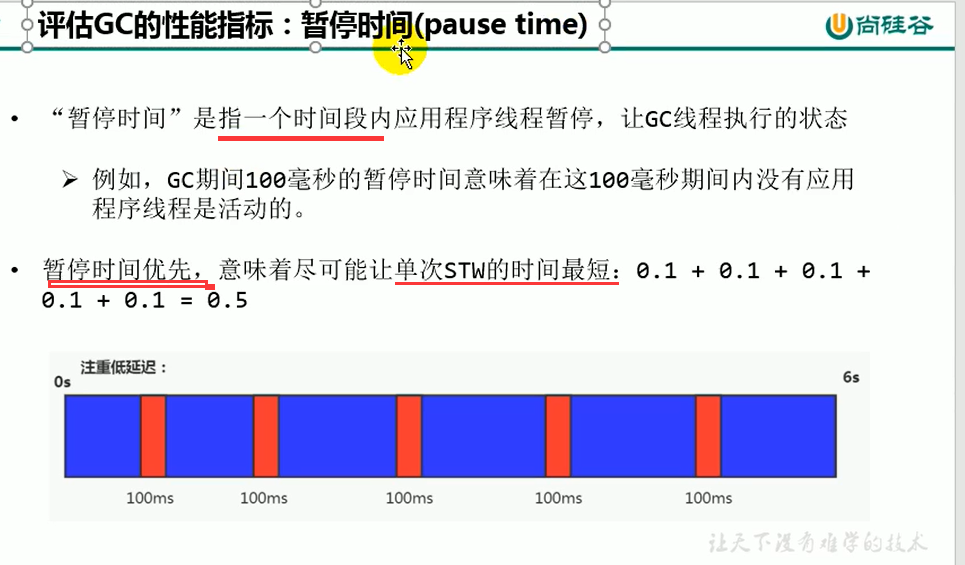 评估GC的性能指标：暂停时间(pause time)
尚硅谷
• “暂停时间”是指一个时间段内应用程序线程暂停，让GC线程执行的状态
➢ 例如，GC期间100毫秒的暂停时间意味着在这100毫秒期间内没有应用
程序线程是活动的。
• 暂停时间优先，意味着尽可能让单次STW的时间最短：0.1 + 0.1 + 0.1 +
0.1 + 0.1 = 0.5
注重低延迟：
0s
6s
100ms 100ms 100ms 100ms 100ms
让天下没有难学的技术